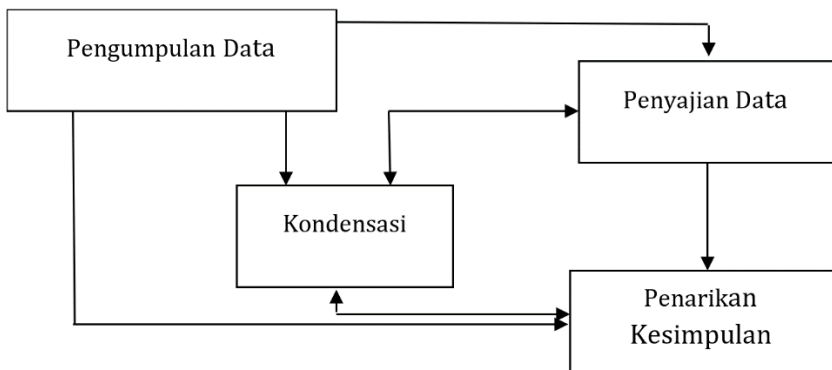 Pengumpulan Data
Penyajian Data
Kondensasi
Penarikan
Kesimpulan